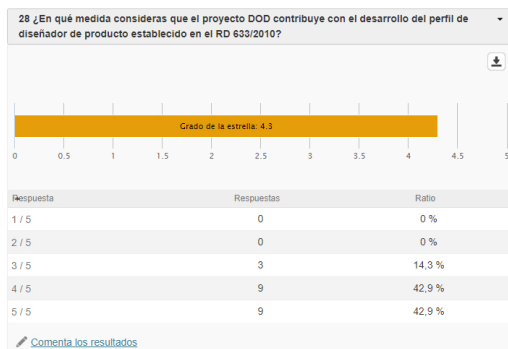 28 ¿En qué medida consideras que el proyecto DOD contribuye con el desarrollo del perfil de
diseñador de producto establecido en el RD 633/2010?
Grado de la estrella: 4.3
0 0.5 1 1.5 2 2.5 3 3.5 4 4.5 5
Respuesta Respuestas Ratio
1 / 5 0 0 %
2 / 5 0 0 %
3 / 5 3 14,3 %
4 / 5 9 42,9 %
5 / 5 9 42,9 %
Comenta los resultados